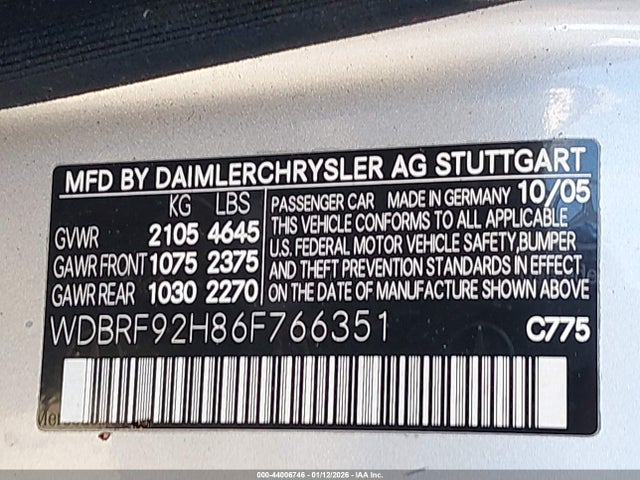 MFD BY DAIMLERCHRYSLER AG STUTTGART
KG LBS
GVWR 2105 4645
GAWR FRONT 1075 2375
GAWR REAR 1030 2270
PASSENGER CAR MADE IN GERMANY 10/05
THIS VEHICLE CONFORMS TO ALL APPLICABLE
U.S. FEDERAL MOTOR VEHICLE SAFETY, BUMPER
AND THEFT PREVENTION STANDARDS IN EFFECT
ON THE DATE OF MANUFACTURE SHOWN ABOVE
WDBRF92H86F766351 C775
000-44006746 - 01/12/2026 - IAA Inc.